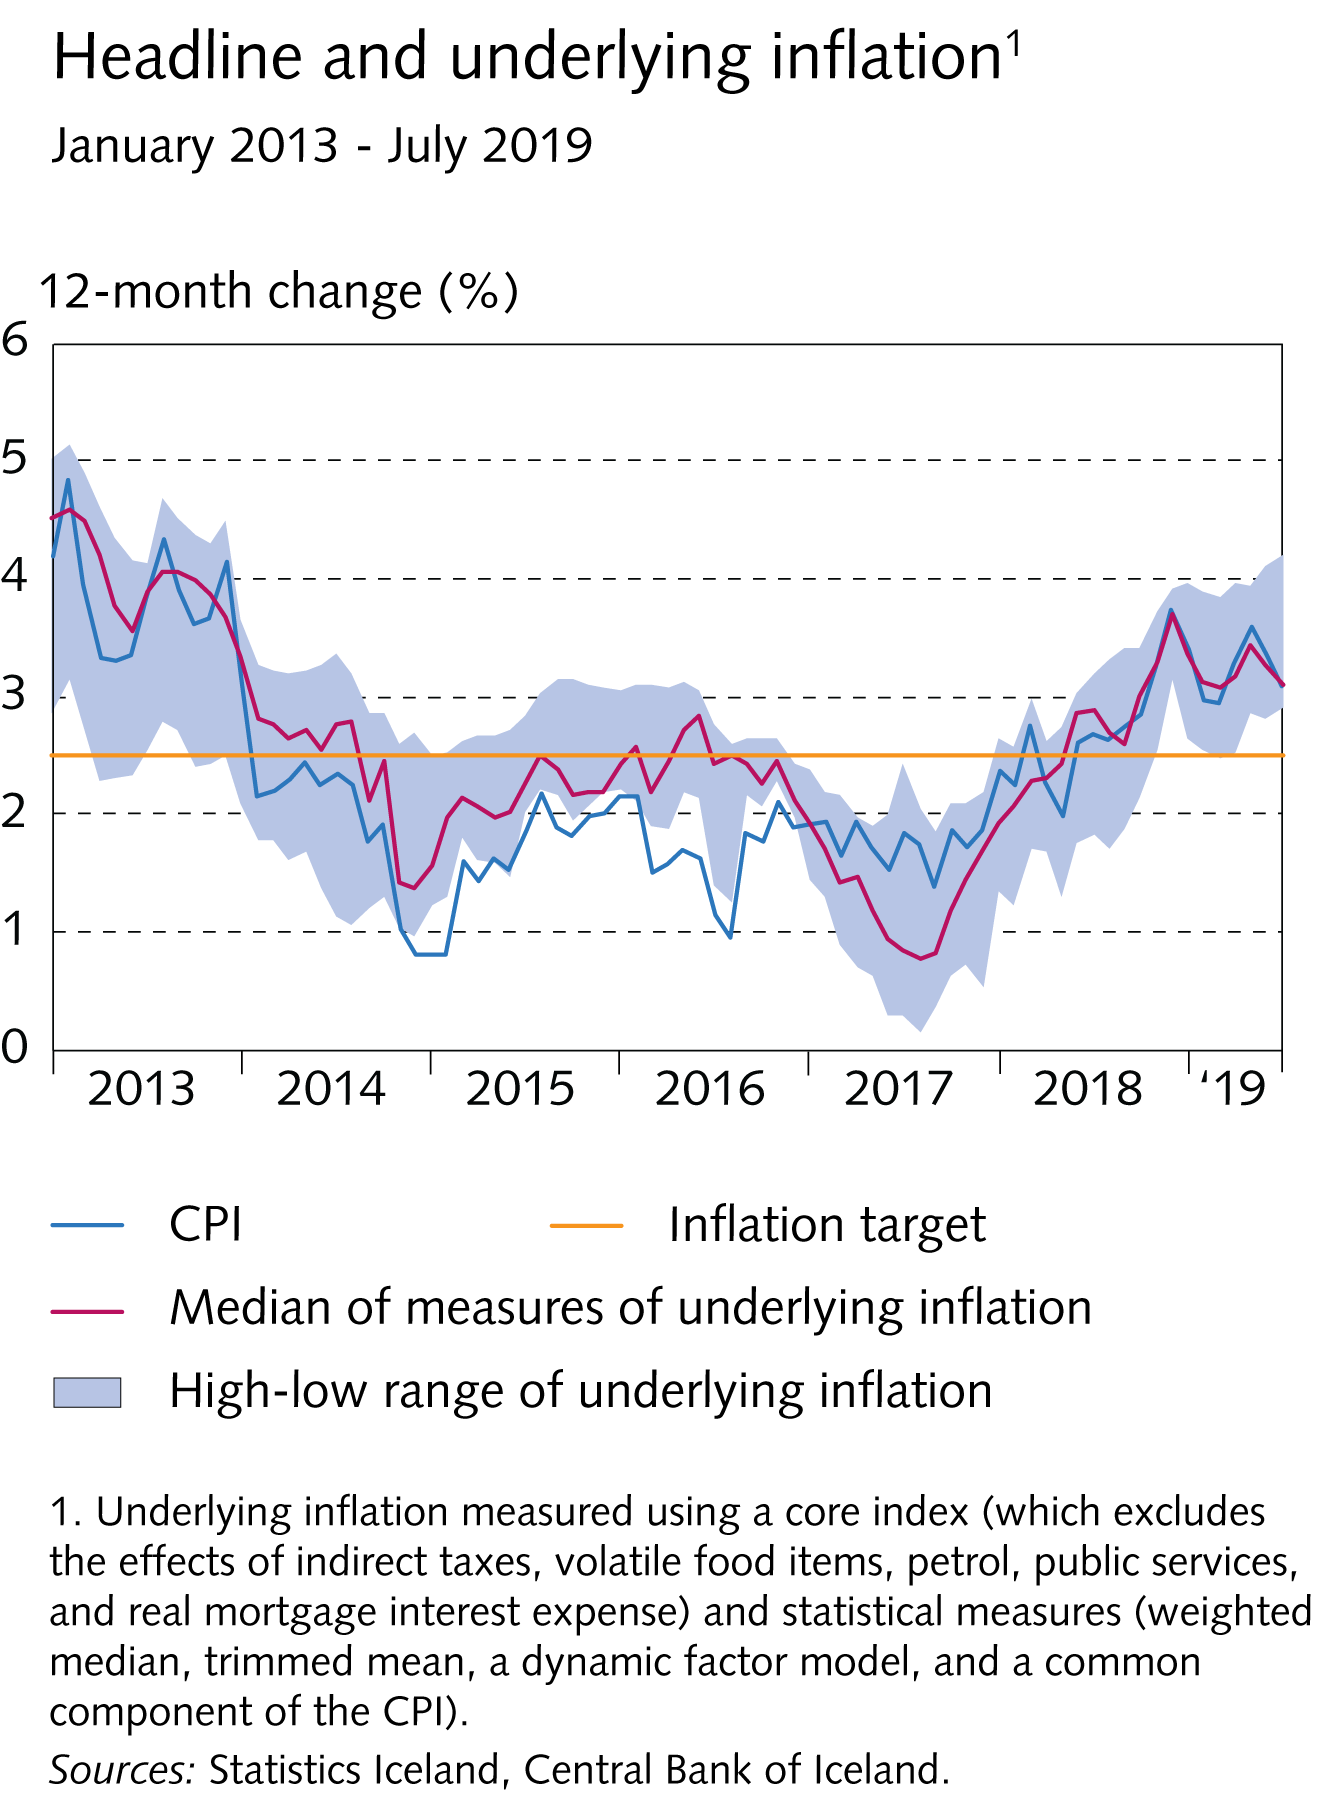 Headline and underlying inflation¹
January 2013 - July 2019
12-month change (%)
6
5
4
3
2
1
0
2013 2014 2015 2016 2017 2018 ‘19
CPI Inflation target
Median of measures of underlying inflation
High-low range of underlying inflation
1. Underlying inflation measured using a core index (which excludes
the effects of indirect taxes, volatile food items, petrol, public services,
and real mortgage interest expense) and statistical measures (weighted
median, trimmed mean, a dynamic factor model, and a common
component of the CPI).
Sources: Statistics Iceland, Central Bank of Iceland.